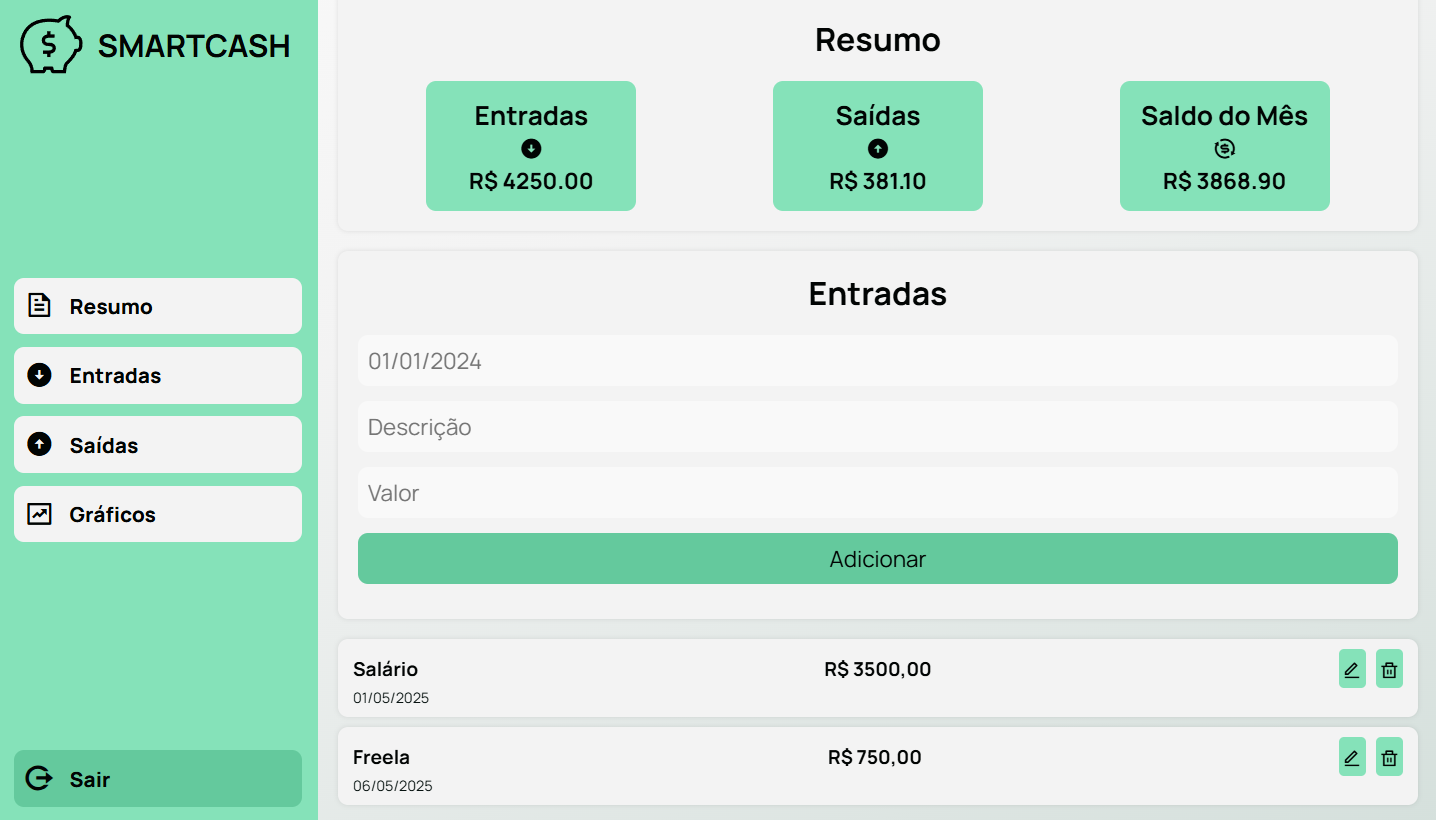 SMARTCASH
Resumo
Entradas
Saídas
Gráficos
Sair
Resumo
Entradas
R$ 4250.00
Saídas
R$ 381.10
Saldo do Mês
R$ 3868.90
Entradas
01/01/2024
Descrição
Valor
Adicionar
Salário
R$ 3500,00
01/05/2025
Freela
R$ 750,00
06/05/2025